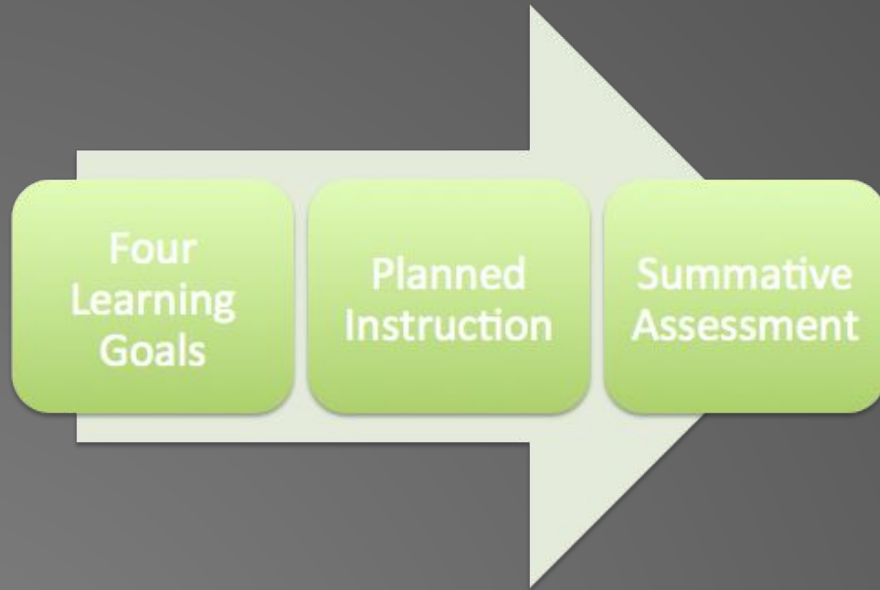 Four
Learning
Goals
Planned
Instruction
Summative
Assessment